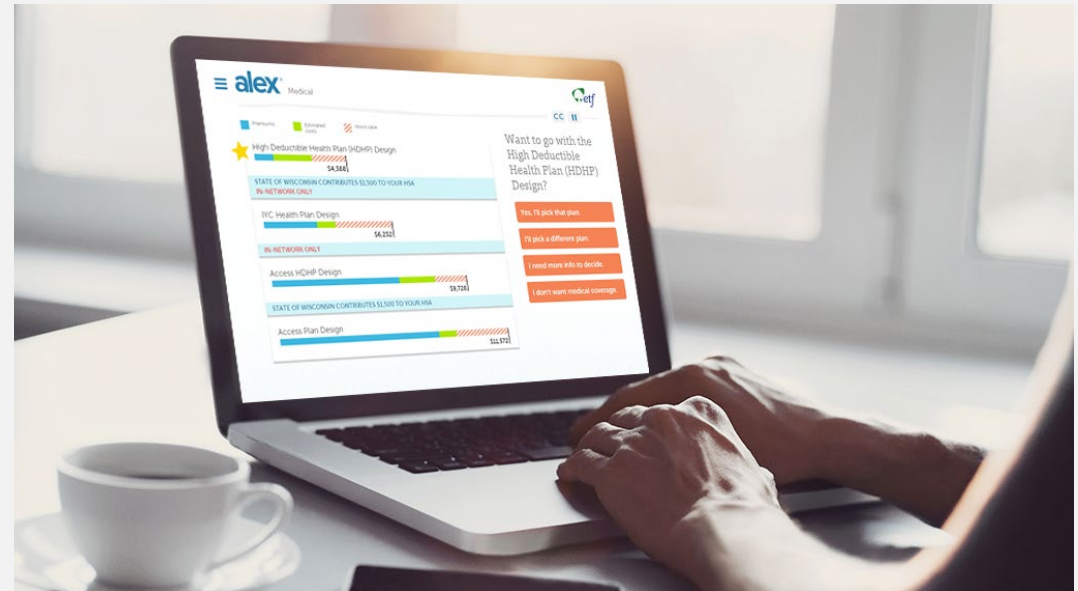 alex
Medical
etf
CC
Premiums
Estimated
costs
Worst case
High Deductible Health Plan (HDHP) Design
$4,388
STATE OF WISCONSIN CONTRIBUTES $1,500 TO YOUR HSA
IN-NETWORK ONLY
IYC Health Plan Design
$6,252
IN-NETWORK ONLY
Access HDHP Design
$9,728
STATE OF WISCONSIN CONTRIBUTES $1,500 TO YOUR HSA
Access Plan Design
$11,572
Want to go with the
High Deductible
Health Plan (HDHP)
Design?
Yes, I'll pick that plan.
I'll pick a different plan.
I need more info to decide.
I don't want medical coverage.